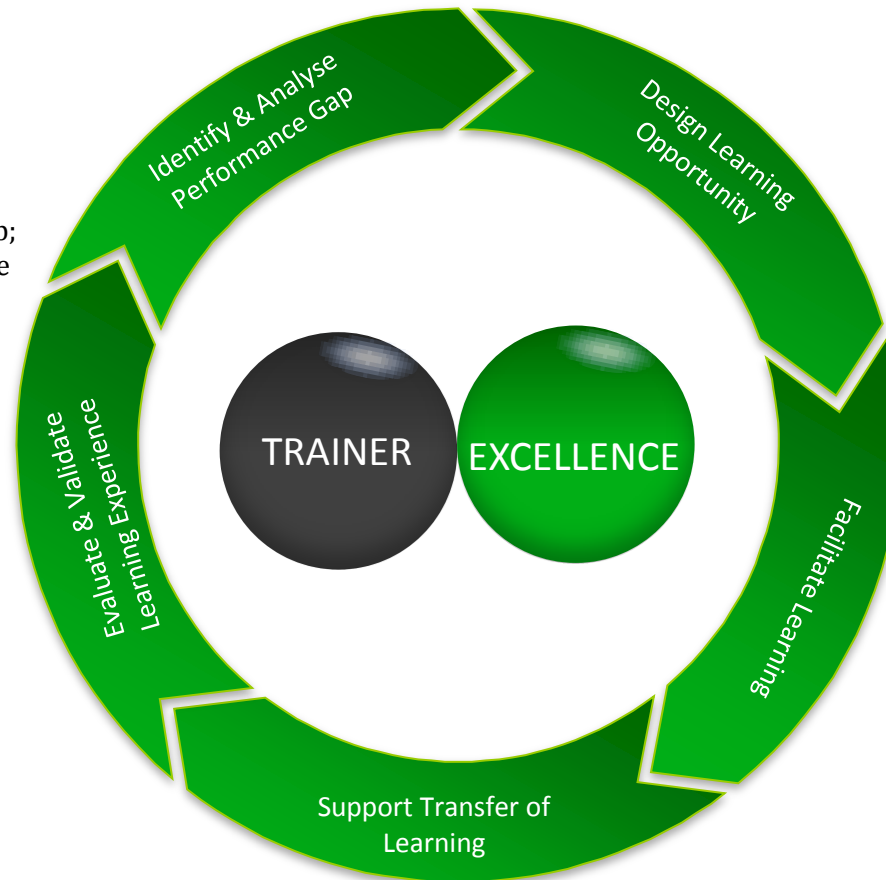 Identify & Analyse
Performance Gap
Design Learning
Opportunity
Facilitate Learning
Support Transfer of
Learning
Evaluate & Validate
Learning Experience
TRAINER
EXCELLENCE